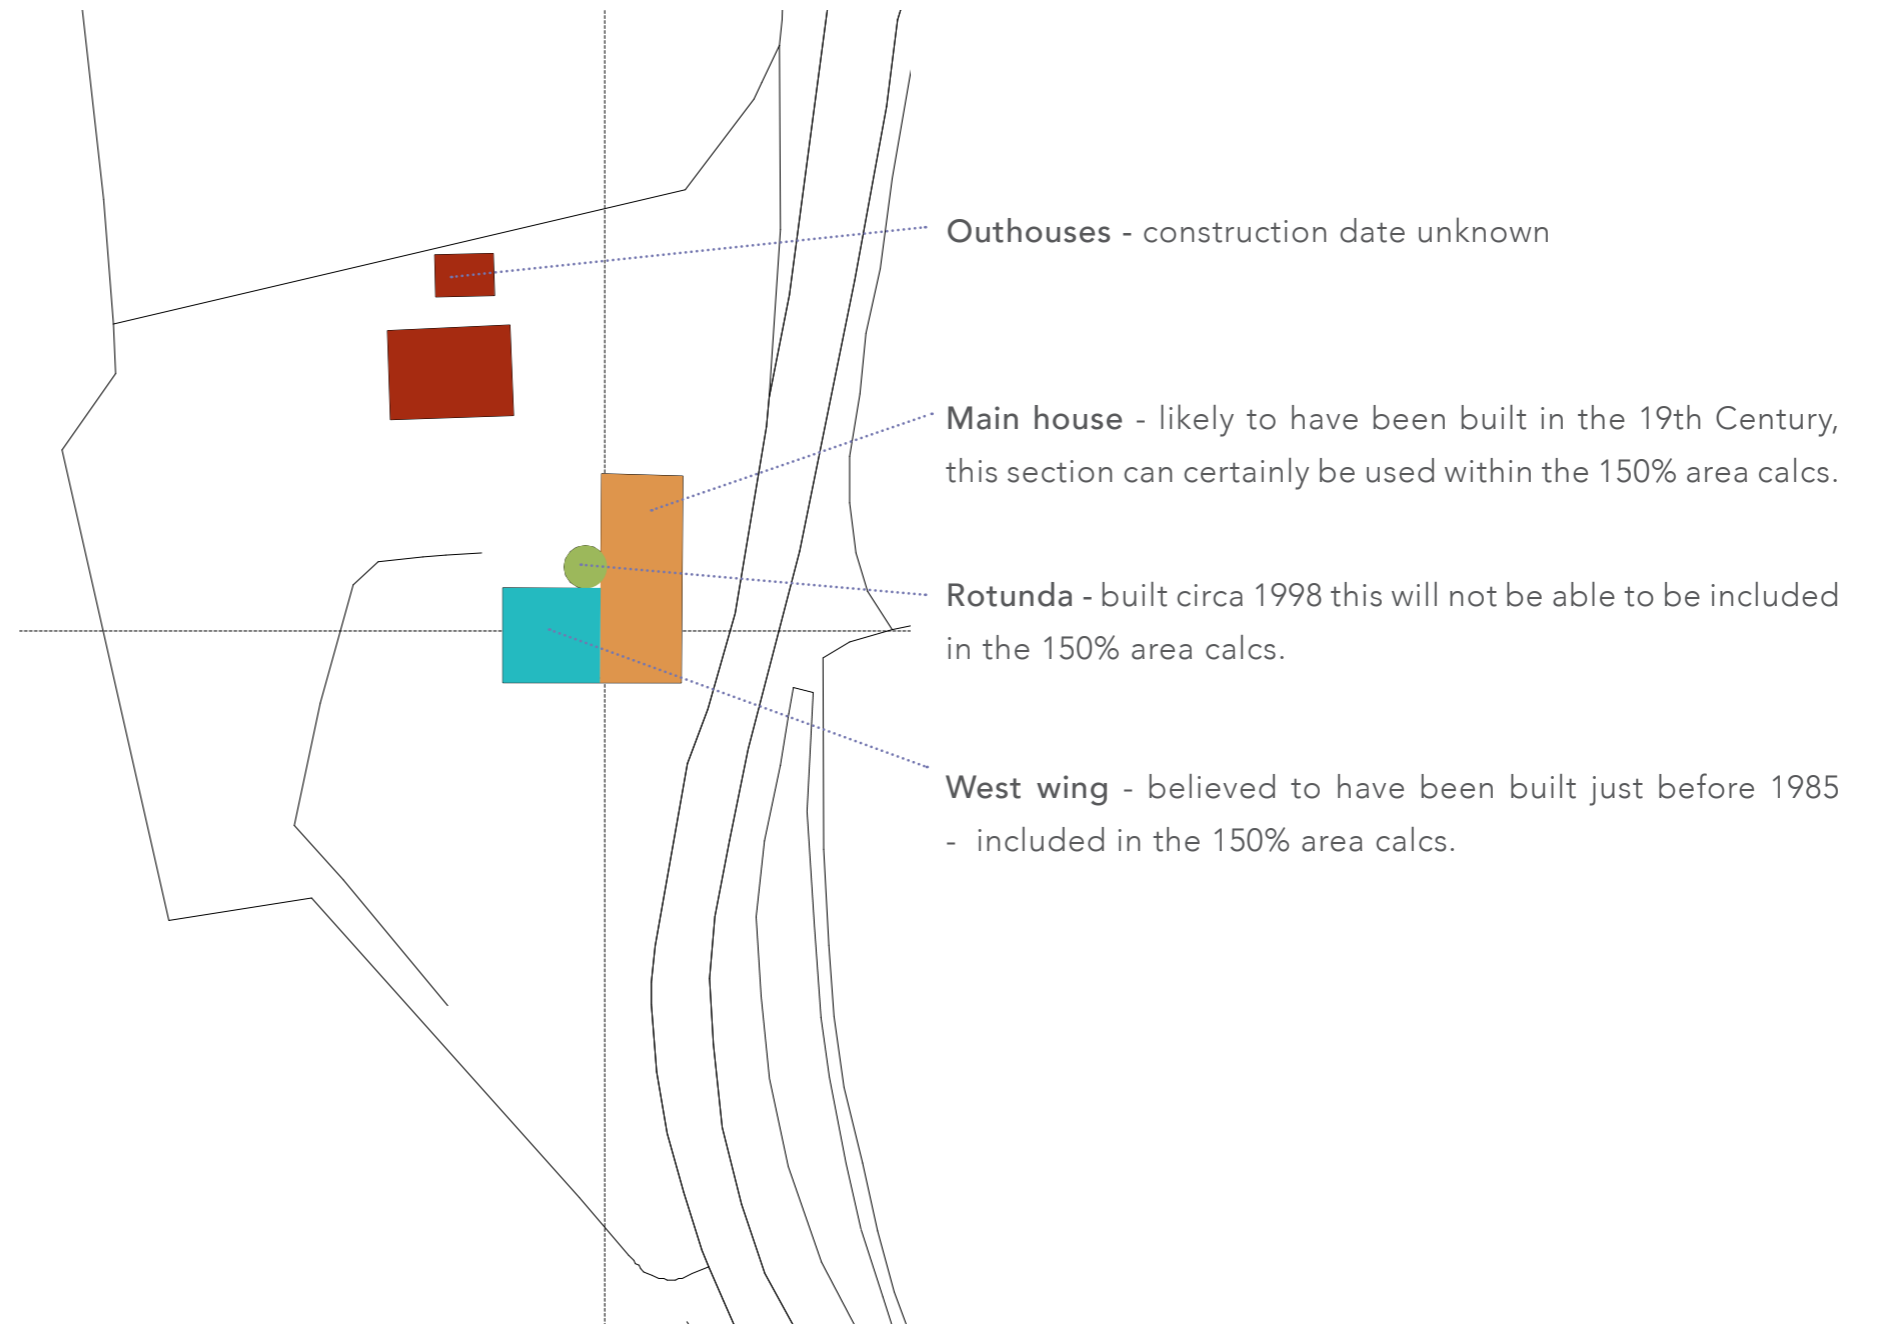 Outhouses - construction date unknown
Main house - likely to have been built in the 19th Century,
this section can certainly be used within the 150% area calcs.
Rotunda - built circa 1998 this will not be able to be included
in the 150% area calcs.
West wing - believed to have been built just before 1985
- included in the 150% area calcs.